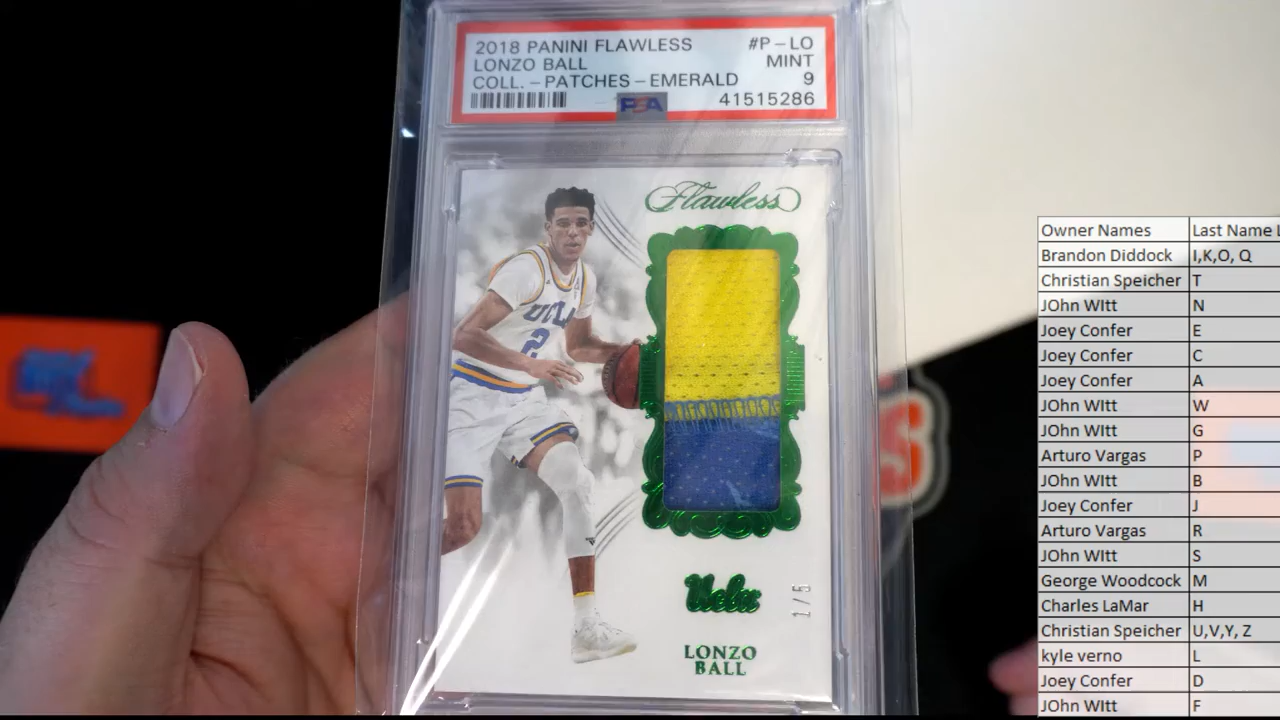 2018 PANINI FLAWLESS #P-LO
LONZO BALL MINT
COLL. -PATCHES-EMERALD 9
PSA 41515286
Flawless
UCLA
2
Ucla
1/5
LONZO
BALL
Owner Names Last Name L
Brandon Diddock I,K,O, Q
Christian Speicher T
JOhn WItt N
Joey Confer E
Joey Confer C
Joey Confer A
JOhn WItt W
JOhn WItt G
Arturo Vargas P
JOhn WItt B
Joey Confer J
Arturo Vargas R
JOhn WItt S
George Woodcock M
Charles LaMar H
Christian Speicher U,V,Y, Z
kyle verno L
Joey Confer D
JOhn WItt F